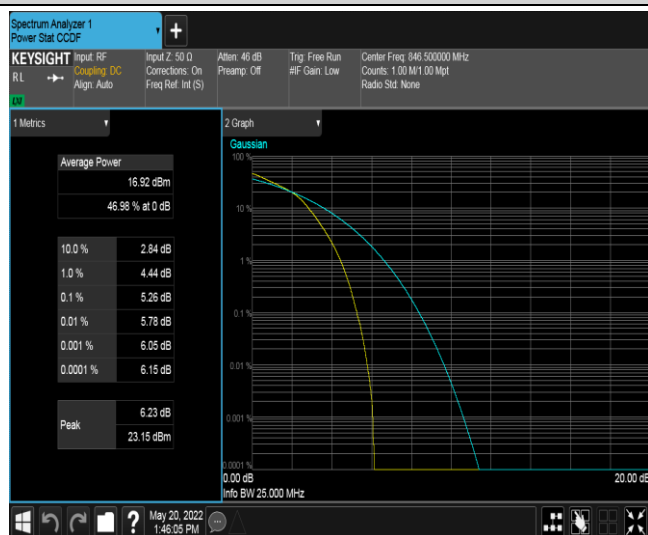 Spectrum Analyzer 1
Power Stat CCDF
+
KEYSIGHT
RL
LXI
Input: RF
Coupling: DC
Align: Auto
Input Z: 50 Ω
Corrections: On
Freq Ref: Int (S)
Atten: 46 dB
Preamp: Off
Trig: Free Run
#IF Gain: Low
Center Freq: 846.500000 MHz
Counts: 1.00 M/1.00 Mpt
Radio Std: None
1 Metrics
Average Power
16.92 dBm
46.98 % at 0 dB
10.0 % 2.84 dB
1.0 % 4.44 dB
0.1 % 5.26 dB
0.01 % 5.78 dB
0.001 % 6.05 dB
0.0001 % 6.15 dB
Peak
6.23 dB
23.15 dBm
2 Graph
Gaussian
100 %
10 %
1 %
0.1 %
0.01 %
0.001 %
0.0001 %
0.00 dB 20.00 dB
Info BW 25.000 MHz
?
May 20, 2022
1:46:05 PM